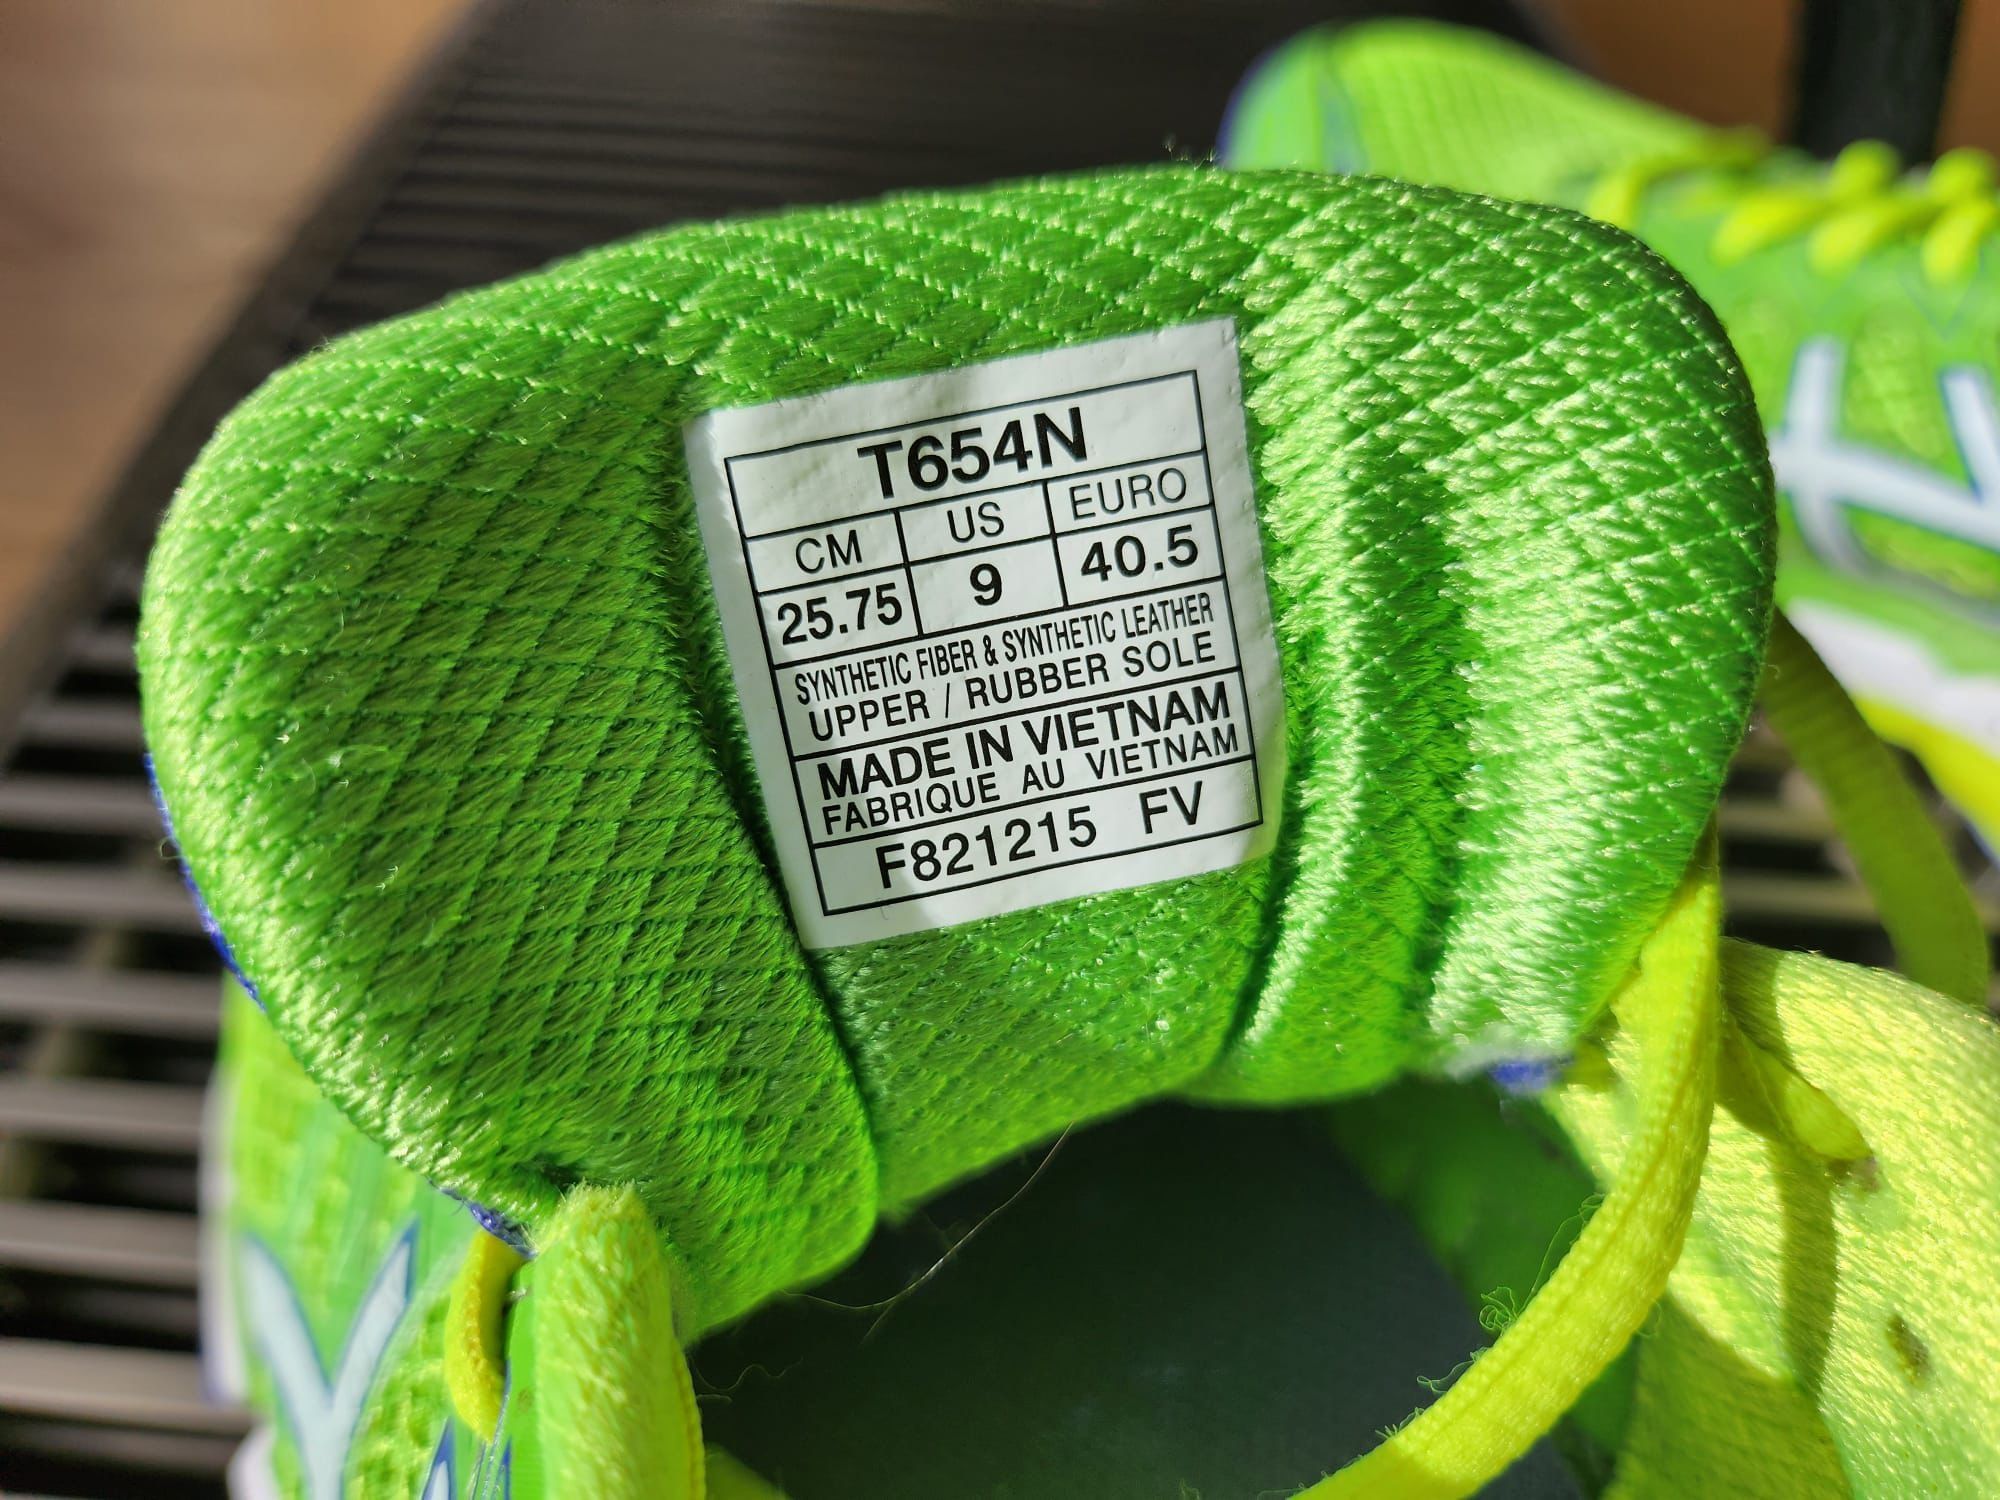 T654N
CM US EURO
25.75 9 40.5
SYNTHETIC FIBER & SYNTHETIC LEATHER
UPPER / RUBBER SOLE
MADE IN VIETNAM
FABRIQUE AU VIETNAM
F821215 FV